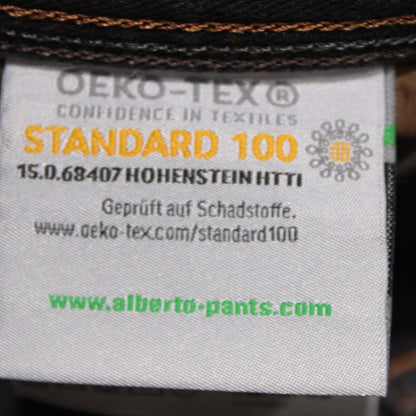 OEKO-TEX®
CONFIDENCE IN TEXTILES
STANDARD 100
15.0.68407 HOHENSTEIN HTTI
Geprüft auf Schadstoffe.
www.oeko-tex.com/standard100
www.alberto-pants.com